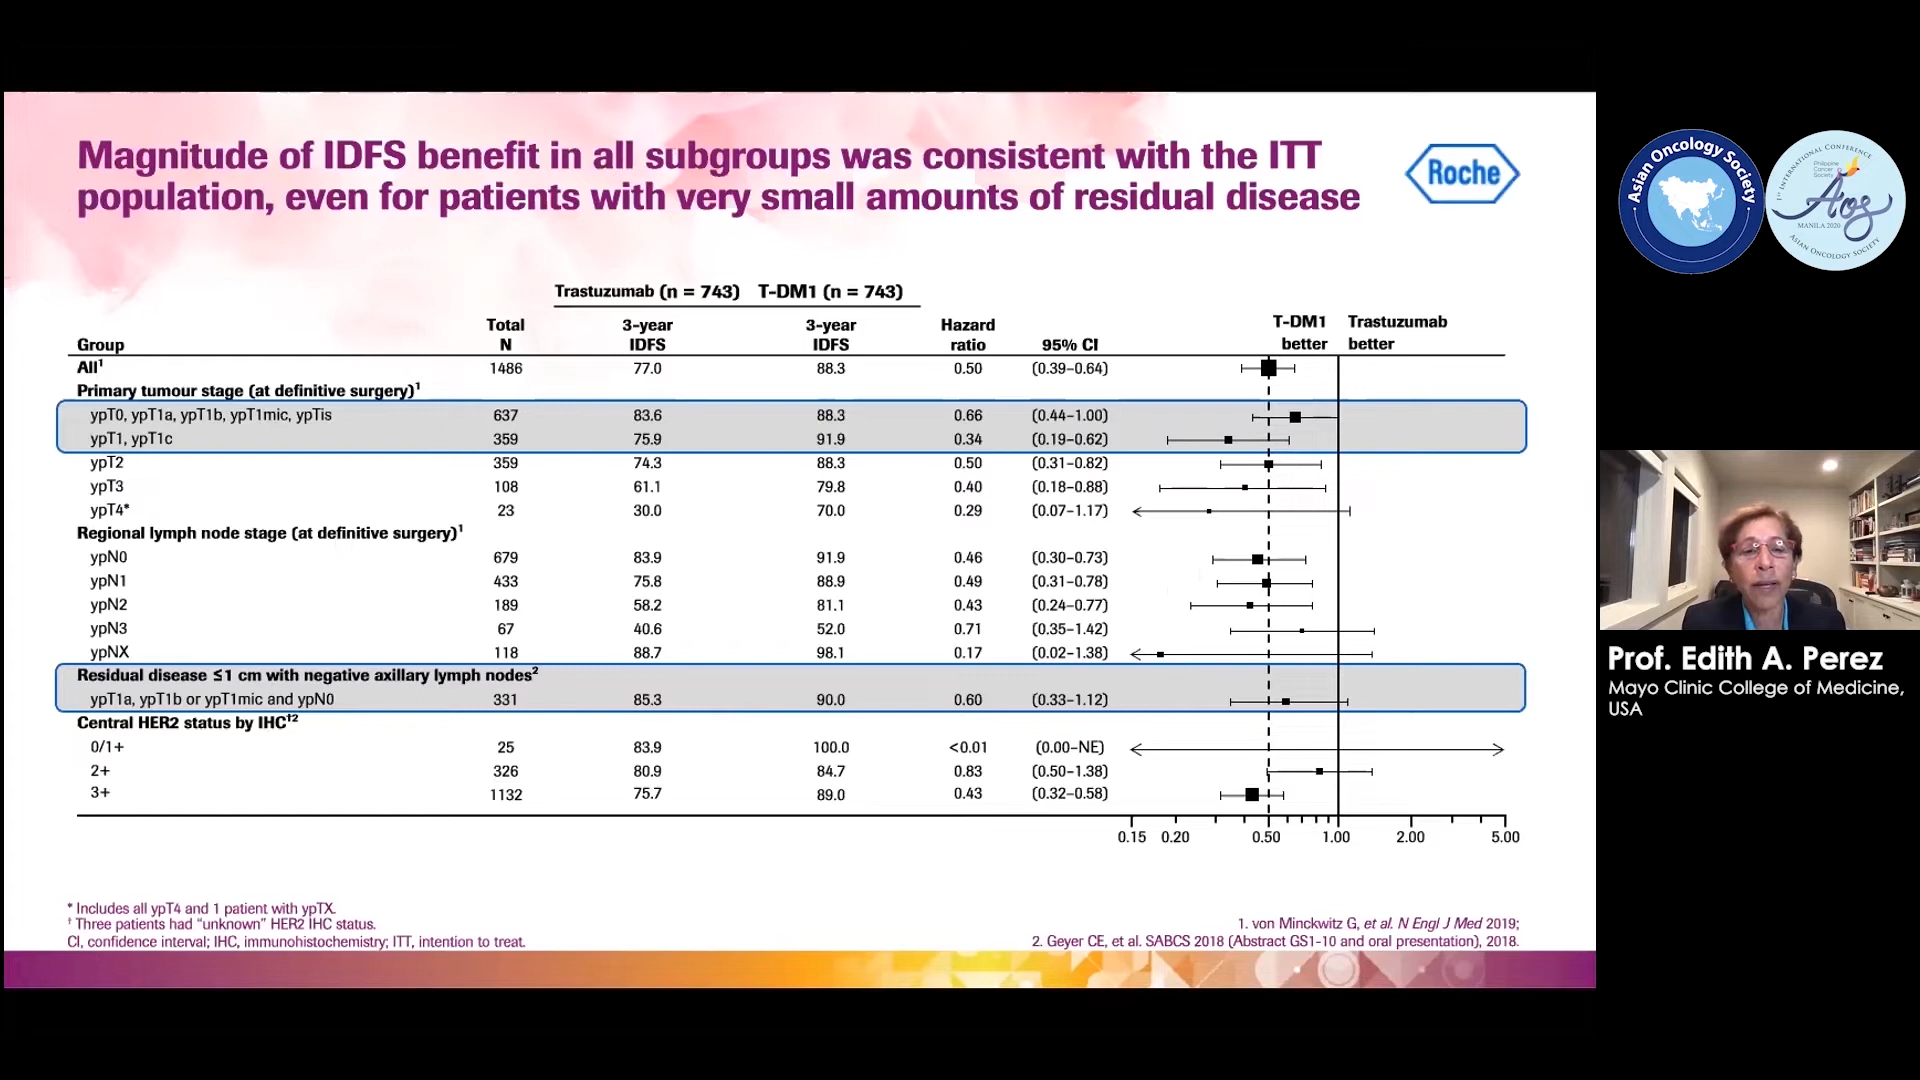 Magnitude of IDFS benefit in all subgroups was consistent with the ITT
population, even for patients with very small amounts of residual disease
Roche
Asian Oncology Society
1st INTERNATIONAL CONFERENCE
Philippine Cancer Society
Aos
MANILA 2020
ASIAN ONCOLOGY SOCIETY
Trastuzumab (n = 743) T-DM1 (n = 743)
Group Total N 3-year IDFS 3-year IDFS Hazard ratio 95% CI T-DM1 better Trastuzumab better
All¹ 1486 77.0 88.3 0.50 (0.39–0.64)
Primary tumour stage (at definitive surgery)¹
ypT0, ypT1a, ypT1b, ypT1mic, ypTis 637 83.6 88.3 0.66 (0.44–1.00)
ypT1, ypT1c 359 75.9 91.9 0.34 (0.19–0.62)
ypT2 359 74.3 88.3 0.50 (0.31–0.82)
ypT3 108 61.1 79.8 0.40 (0.18–0.88)
ypT4* 23 30.0 70.0 0.29 (0.07–1.17)
Regional lymph node stage (at definitive surgery)¹
ypN0 679 83.9 91.9 0.46 (0.30–0.73)
ypN1 433 75.8 88.9 0.49 (0.31–0.78)
ypN2 189 58.2 81.1 0.43 (0.24–0.77)
ypN3 67 40.6 52.0 0.71 (0.35–1.42)
ypNX 118 88.7 98.1 0.17 (0.02–1.38)
Residual disease ≤1 cm with negative axillary lymph nodes²
ypT1a, ypT1b or ypT1mic and ypN0 331 85.3 90.0 0.60 (0.33–1.12)
Central HER2 status by IHC†²
0/1+ 25 83.9 100.0 <0.01 (0.00–NE)
2+ 326 80.9 84.7 0.83 (0.50–1.38)
3+ 1132 75.7 89.0 0.43 (0.32–0.58)
0.15 0.20 0.50 1.00 2.00 5.00
* Includes all ypT4 and 1 patient with ypTX.
† Three patients had “unknown” HER2 IHC status.
CI, confidence interval; IHC, immunohistochemistry; ITT, intention to treat.
1. von Minckwitz G, et al. N Engl J Med 2019;
2. Geyer CE, et al. SABCS 2018 (Abstract GS1-10 and oral presentation), 2018.
Prof. Edith A. Perez
Mayo Clinic College of Medicine,
USA